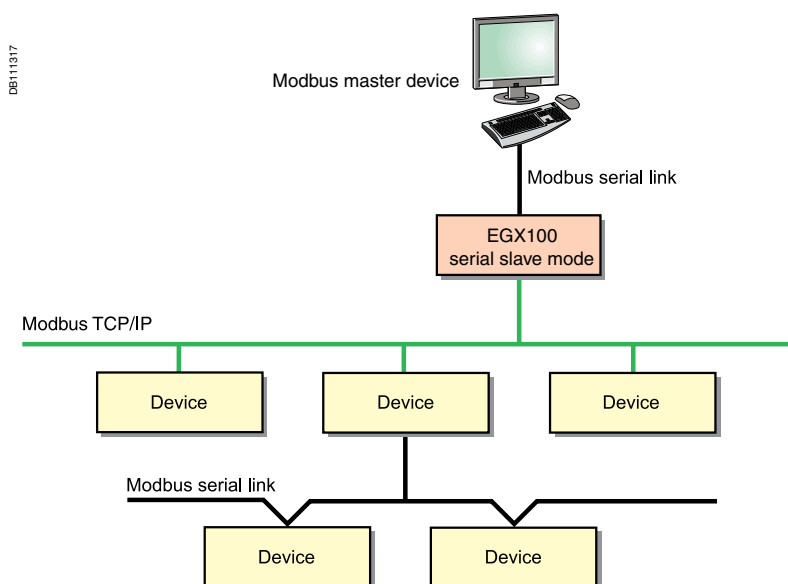 DB111317
Modbus master device
Modbus serial link
EGX100
serial slave mode
Modbus TCP/IP
Device
Device
Device
Modbus serial link
Device
Device